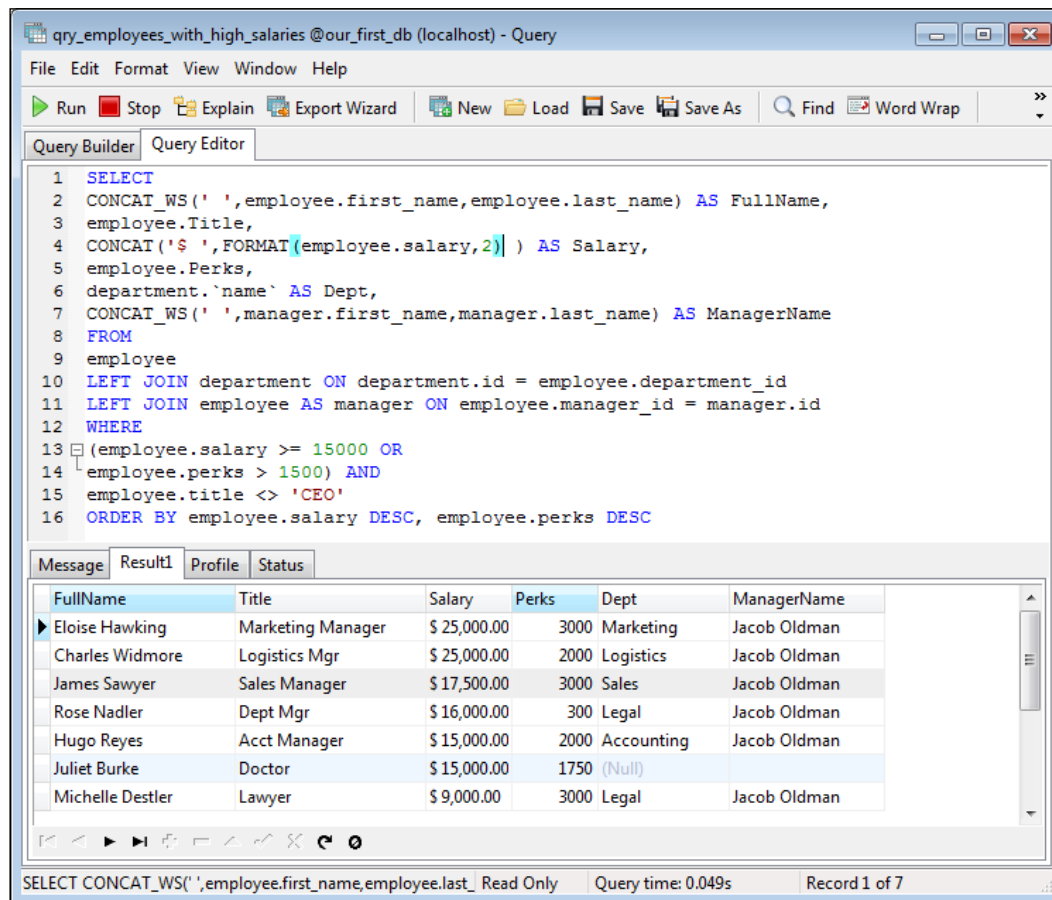 qry_employees_with_high_salaries @our_first_db (localhost) - Query
File Edit Format View Window Help
Run Stop Explain Export Wizard New Load Save Save As Find Word Wrap »
Query Builder Query Editor
1 SELECT
2 CONCAT_WS(' ',employee.first_name,employee.last_name) AS FullName,
3 employee.Title,
4 CONCAT('$ ',FORMAT(employee.salary,2) ) AS Salary,
5 employee.Perks,
6 department.`name` AS Dept,
7 CONCAT_WS(' ',manager.first_name,manager.last_name) AS ManagerName
8 FROM
9 employee
10 LEFT JOIN department ON department.id = employee.department_id
11 LEFT JOIN employee AS manager ON employee.manager_id = manager.id
12 WHERE
13 (employee.salary >= 15000 OR
14 employee.perks > 1500) AND
15 employee.title <> 'CEO'
16 ORDER BY employee.salary DESC, employee.perks DESC
Message Result1 Profile Status
FullName Title Salary Perks Dept ManagerName
Eloise Hawking Marketing Manager $ 25,000.00 3000 Marketing Jacob Oldman
Charles Widmore Logistics Mgr $ 25,000.00 2000 Logistics Jacob Oldman
James Sawyer Sales Manager $ 17,500.00 3000 Sales Jacob Oldman
Rose Nadler Dept Mgr $ 16,000.00 300 Legal Jacob Oldman
Hugo Reyes Acct Manager $ 15,000.00 2000 Accounting Jacob Oldman
Juliet Burke Doctor $ 15,000.00 1750 (Null)
Michelle Destler Lawyer $ 9,000.00 3000 Legal Jacob Oldman
SELECT CONCAT_WS(' ',employee.first_name,employee.last_ Read Only Query time: 0.049s Record 1 of 7